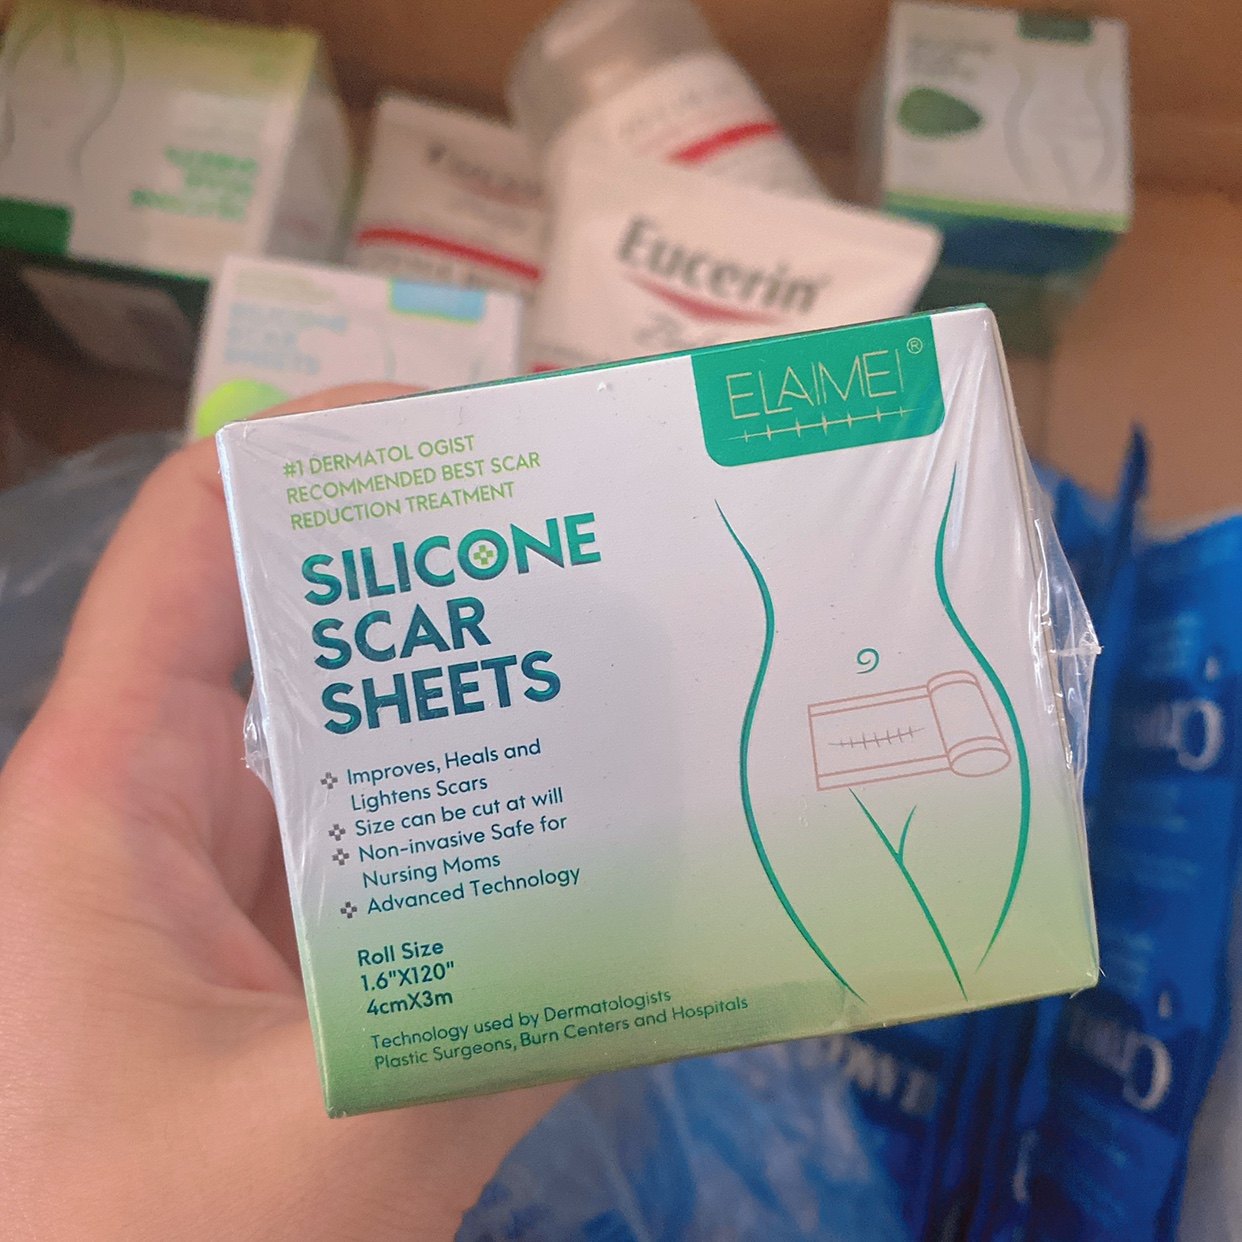 Eucerin
ELAIMEI®
#1 DERMATOL OGIST
RECOMMENDED BEST SCAR
REDUCTION TREATMENT
SILICONE
SCAR
SHEETS
Improves, Heals and
Lightens Scars
Size can be cut at will
Non-invasive Safe for
Nursing Moms
Advanced Technology
Roll Size
1.6"X120"
4cmX3m
Technology used by Dermatologists
Plastic Surgeons, Burn Centers and Hospitals
SCAR
SHEETS